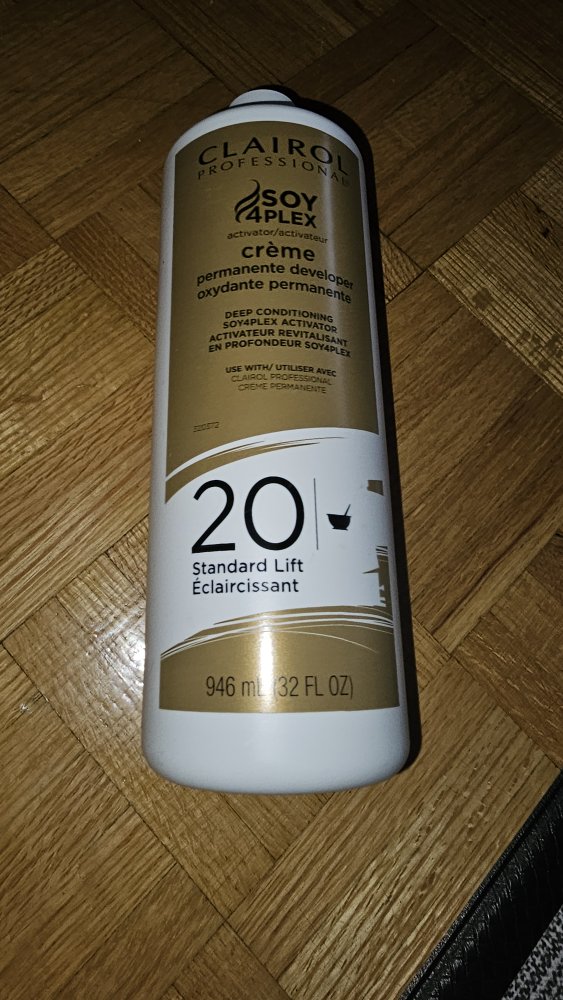 CLAIROL
PROFESSIONAL
SOY
4PLEX
activator/activateur
crème
permanente developer
oxydante permanente
DEEP CONDITIONING
SOY4PLEX ACTIVATOR
ACTIVATEUR REVITALISANT
EN PROFONDEUR SOY4PLEX
USE WITH/ UTILISER AVEC
CLAIROL PROFESSIONAL
CRÈME PERMANENTE
320372
20
Standard Lift
Éclaircissant
946 mL (32 FL OZ)